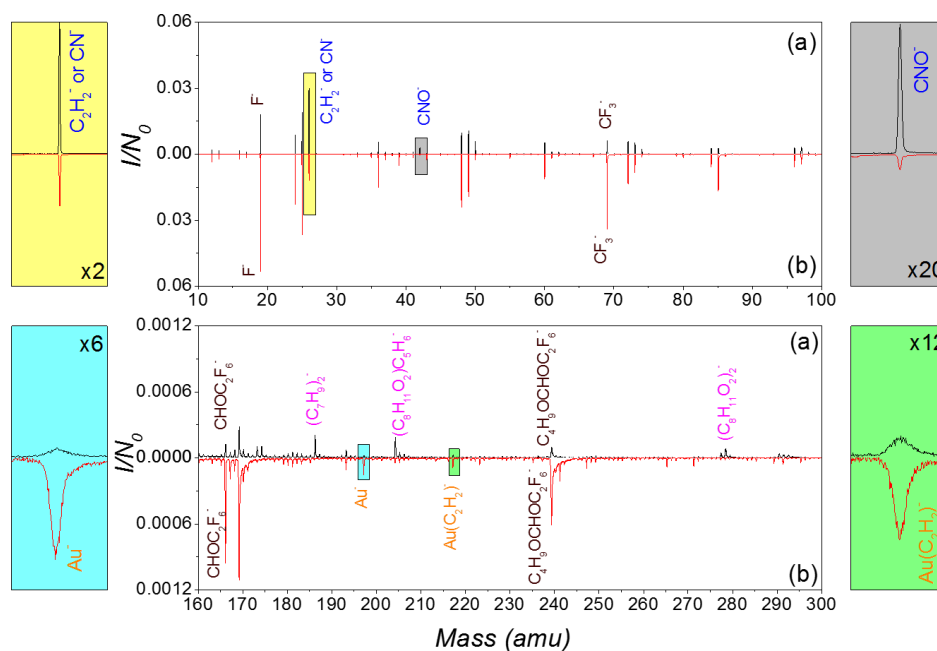 C₂H₂⁻ or CN⁻
x2
I/N₀
0.06
0.03
0.00
0.03
0.06
(a)
F⁻
C₂H₂⁻ or CN⁻
CNO⁻
CF₃⁻
F⁻
CF₃⁻
(b)
10 20 30 40 50 60 70 80 90 100
CNO⁻
x20
x6
Au⁻
I/N₀
0.0012
0.0006
0.0000
0.0006
0.0012
(a)
CHOC₂F₆⁻
(C₇H₉)₂⁻
(C₈H₁₁O₂)C₅H₆⁻
C₄H₉OCHOC₂F₆⁻
(C₈H₁₁O₂)₂⁻
CHOC₂F₆⁻
Au⁻
Au(C₂H₂)⁻
C₄H₉OCHOC₂F₆⁻
(b)
160 170 180 190 200 210 220 230 240 250 260 270 280 290 300
Mass (amu)
x12
Au(C₂H₂)⁻